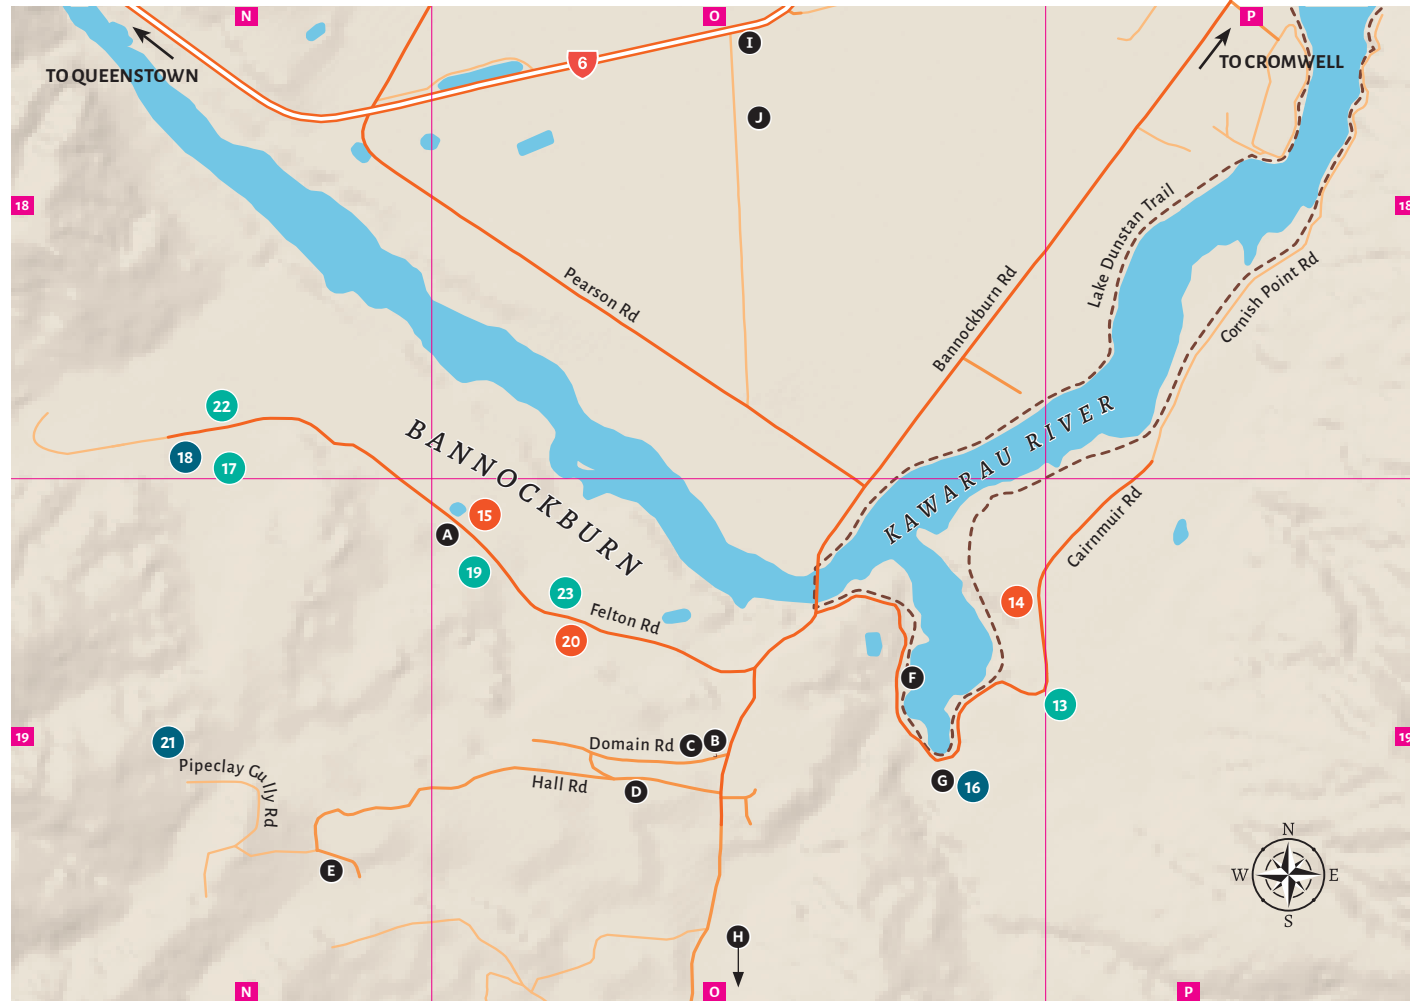 N
O
P
I
6
TO CROMWELL
TO QUEENSTOWN
J
18
18
Lake Dunstan Trail
Pearson Rd
Bannockburn Rd
Cornish Point Rd
22
BANNOCKBURN
KAWARAU RIVER
18
17
15
A
19
23
Felton Rd
20
Cairnmuir Rd
14
F
13
19
19
21
Pipeclay Gully Rd
Domain Rd
C
B
Hall Rd
D
G
16
E
N
W
E
S
H
N
O
P